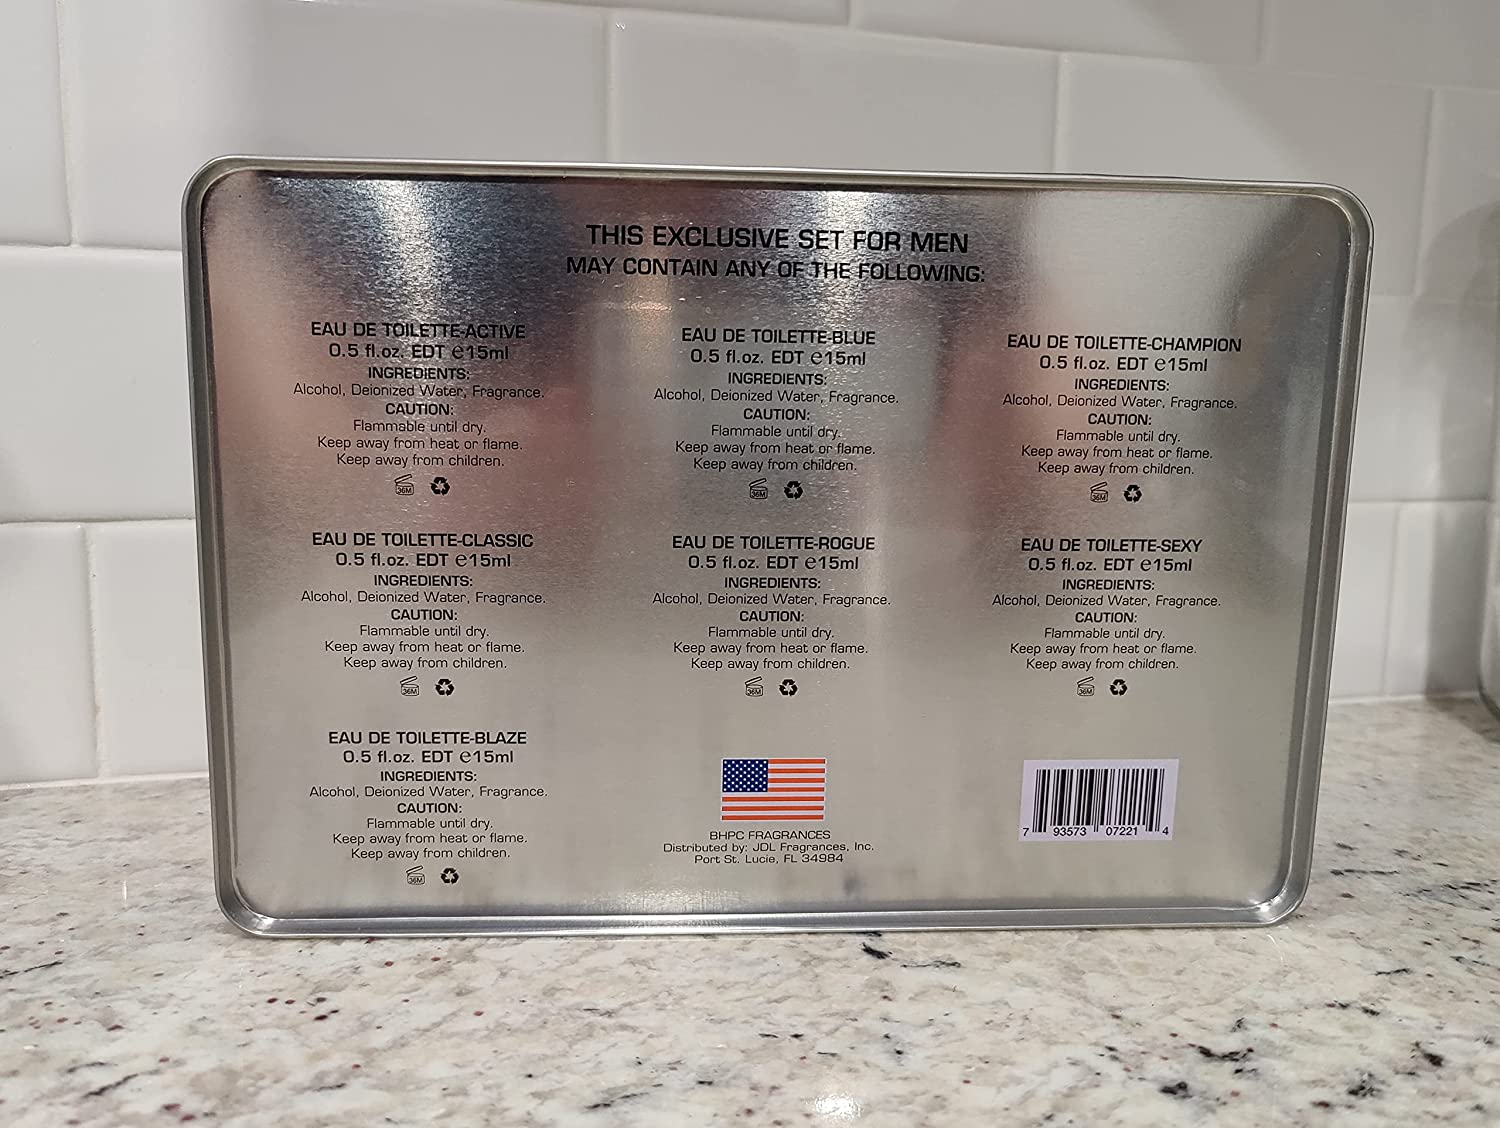 THIS EXCLUSIVE SET FOR MEN
MAY CONTAIN ANY OF THE FOLLOWING:
EAU DE TOILETTE-ACTIVE
0.5 fl.oz. EDT ℮15ml
INGREDIENTS:
Alcohol, Deionized Water, Fragrance.
CAUTION:
Flammable until dry.
Keep away from heat or flame.
Keep away from children.
36M
EAU DE TOILETTE-BLUE
0.5 fl.oz. EDT ℮15ml
INGREDIENTS:
Alcohol, Deionized Water, Fragrance.
CAUTION:
Flammable until dry.
Keep away from heat or flame.
Keep away from children.
36M
EAU DE TOILETTE-CHAMPION
0.5 fl.oz. EDT ℮15ml
INGREDIENTS:
Alcohol, Deionized Water, Fragrance.
CAUTION:
Flammable until dry.
Keep away from heat or flame.
Keep away from children.
36M
EAU DE TOILETTE-CLASSIC
0.5 fl.oz. EDT ℮15ml
INGREDIENTS:
Alcohol, Deionized Water, Fragrance.
CAUTION:
Flammable until dry.
Keep away from heat or flame.
Keep away from children.
36M
EAU DE TOILETTE-ROGUE
0.5 fl.oz. EDT ℮15ml
INGREDIENTS:
Alcohol, Deionized Water, Fragrance.
CAUTION:
Flammable until dry.
Keep away from heat or flame.
Keep away from children.
36M
EAU DE TOILETTE-SEXY
0.5 fl.oz. EDT ℮15ml
INGREDIENTS:
Alcohol, Deionized Water, Fragrance.
CAUTION:
Flammable until dry.
Keep away from heat or flame.
Keep away from children.
36M
EAU DE TOILETTE-BLAZE
0.5 fl.oz. EDT ℮15ml
INGREDIENTS:
Alcohol, Deionized Water, Fragrance.
CAUTION:
Flammable until dry.
Keep away from heat or flame.
Keep away from children.
36M
BHPC FRAGRANCES
Distributed by: JDL Fragrances, Inc.
Port St. Lucie, FL 34984
7 93573 07221 4